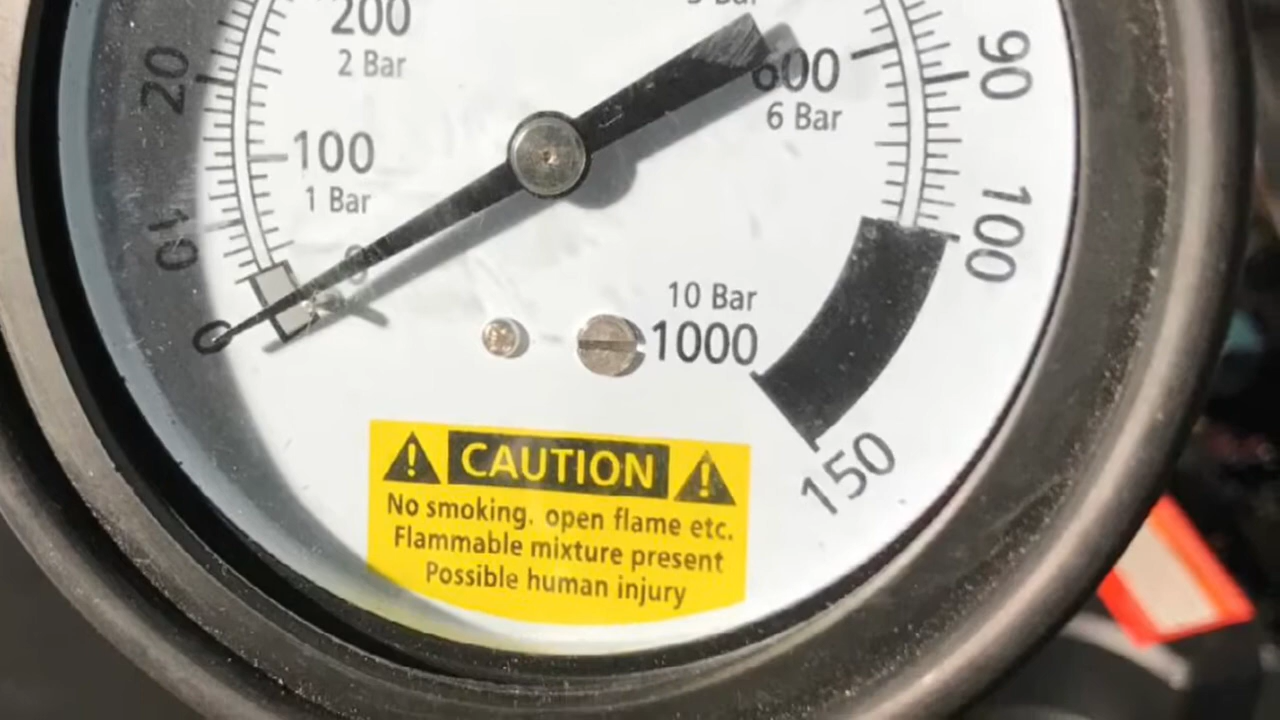 200
2 Bar
20
600
6 Bar
90
100
1 Bar
10
0
0
100
10 Bar
1000
150
CAUTION
No smoking. open flame etc.
Flammable mixture present
Possible human injury